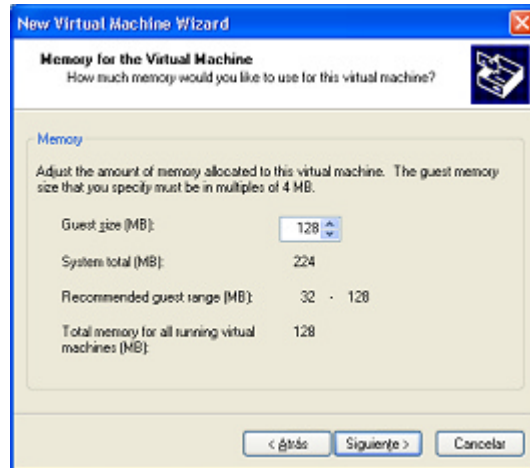 New Virtual Machine Wizard
Memory for the Virtual Machine
How much memory would you like to use for this virtual machine?
Memory
Adjust the amount of memory allocated to this virtual machine. The guest memory
size that you specify must be in multiples of 4 MB.
Guest size (MB): 128
System total (MB): 224
Recommended guest range (MB): 32 - 128
Total memory for all running virtual 128
machines (MB):
< Atrás Siguiente > Cancelar